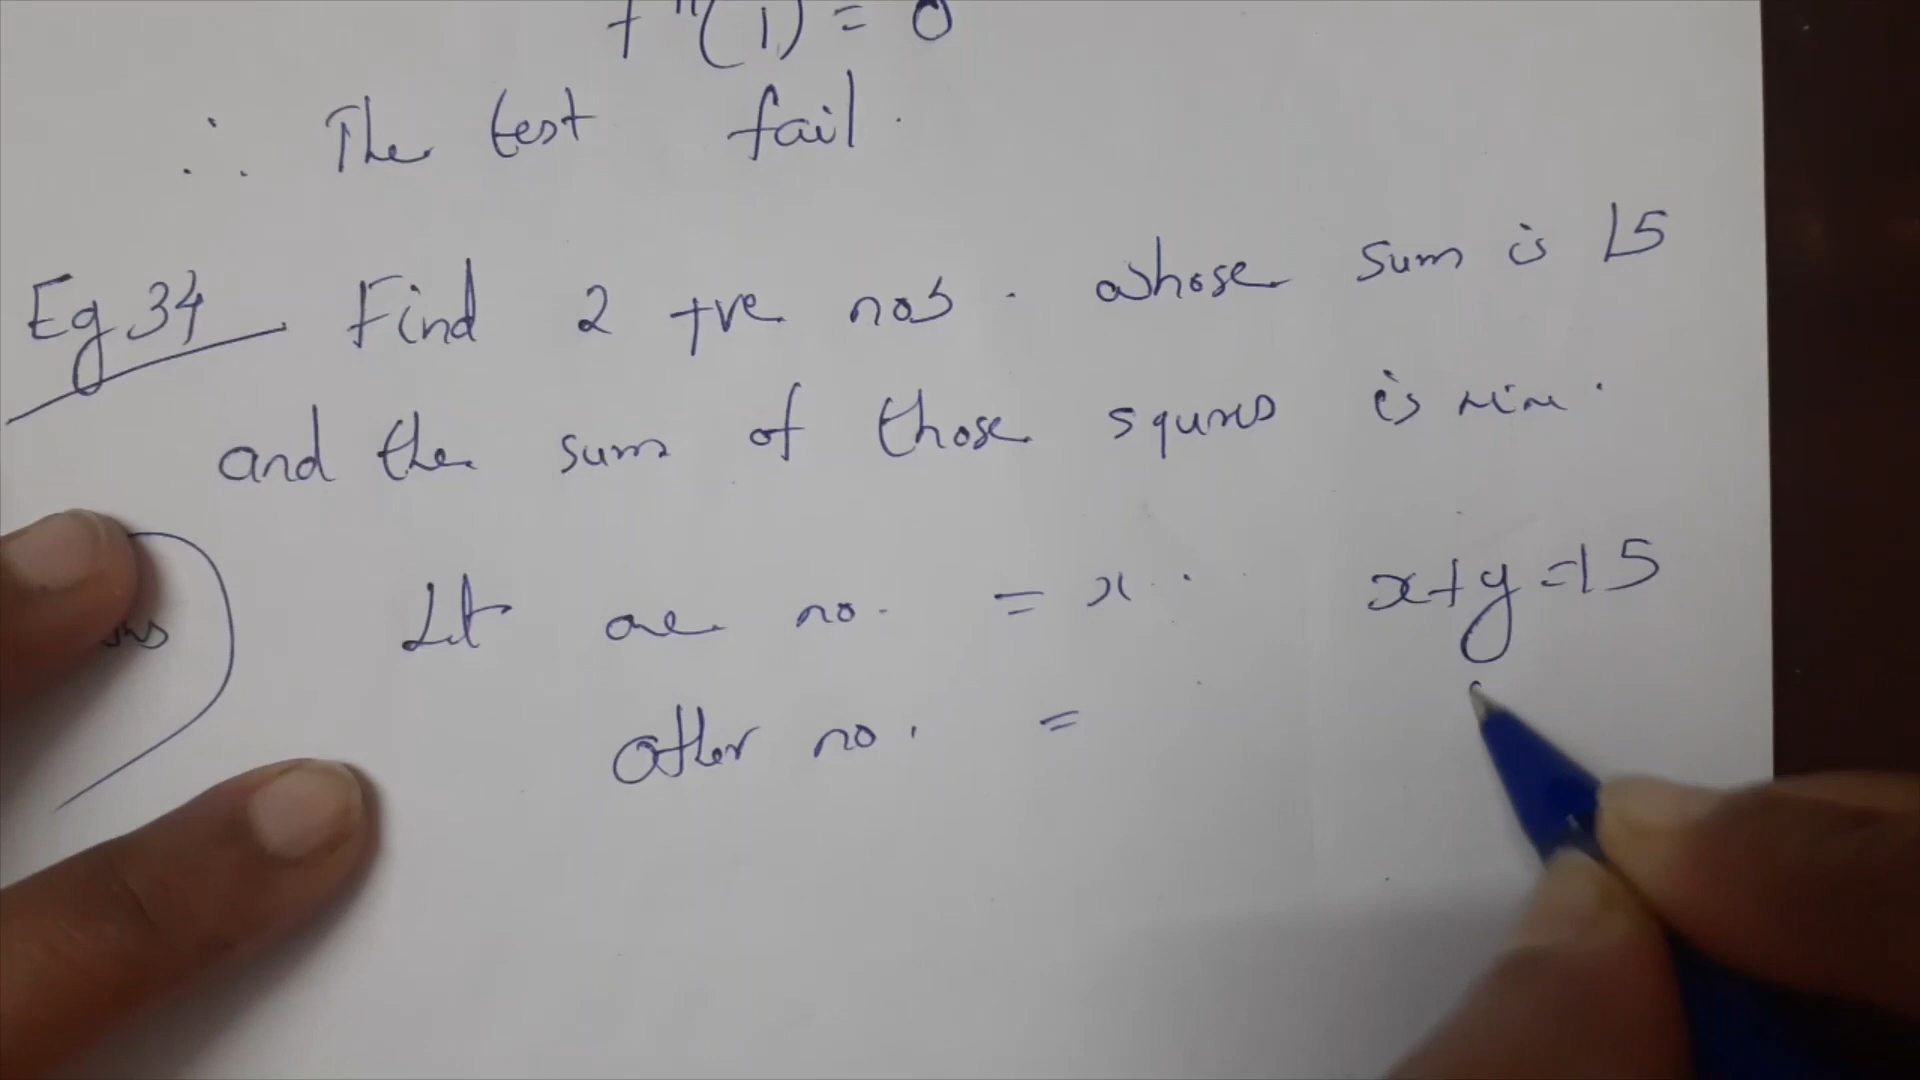 f"(1) = 0
∴ The test fail.
Eg 34 Find 2 +ve nos. whose sum is 15
and the sum of those squres is min.
Let one no. = x. x+y=15
other no. =